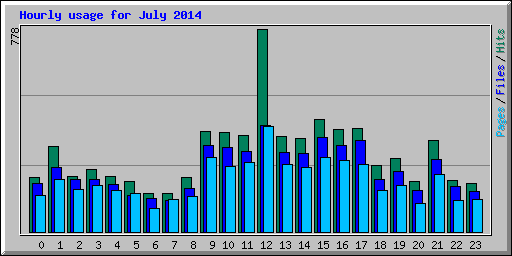 Hourly usage for July 2014
778
Pages / Files / Hits
0 1 2 3 4 5 6 7 8 9 10 11 12 13 14 15 16 17 18 19 20 21 22 23